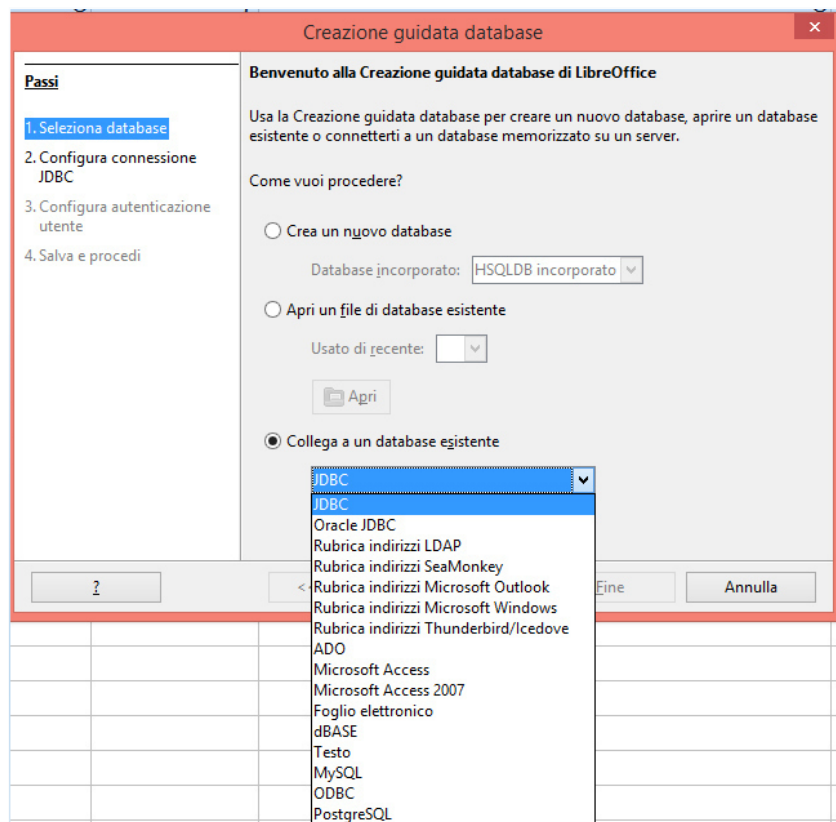 Creazione guidata database
Passi
1. Seleziona database
2. Configura connessione
JDBC
3. Configura autenticazione
utente
4. Salva e procedi
Benvenuto alla Creazione guidata database di LibreOffice
Usa la Creazione guidata database per creare un nuovo database, aprire un database
esistente o connetterti a un database memorizzato su un server.
Come vuoi procedere?
Crea un nuovo database
Database incorporato: HSQLDB incorporato
Apri un file di database esistente
Usato di recente:
Apri
Collega a un database esistente
JDBC
JDBC
Oracle JDBC
Rubrica indirizzi LDAP
Rubrica indirizzi SeaMonkey
Rubrica indirizzi Microsoft Outlook
Rubrica indirizzi Microsoft Windows
Rubrica indirizzi Thunderbird/Icedove
ADO
Microsoft Access
Microsoft Access 2007
Foglio elettronico
dBASE
Testo
MySQL
ODBC
PostgreSQL
?
Fine
Annulla